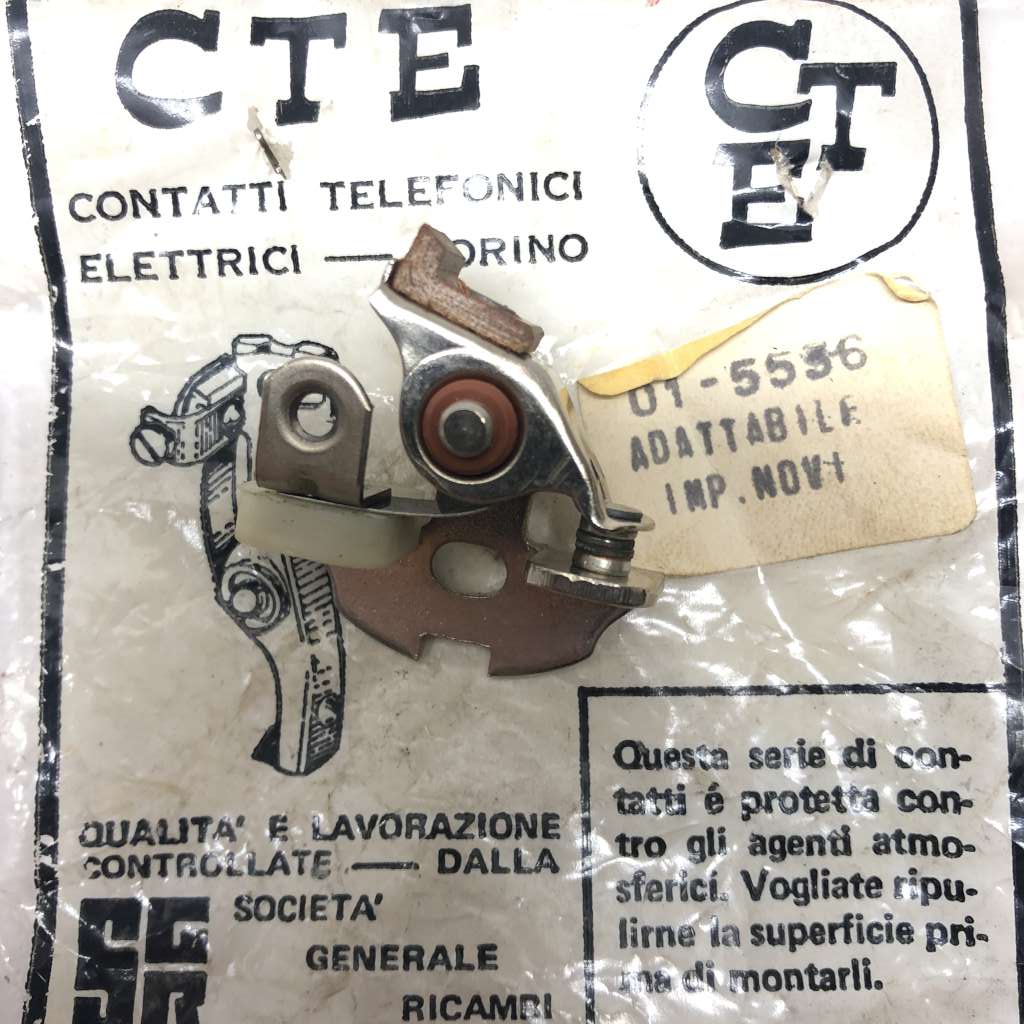 CTE
CTE
CONTATTI TELEFONICI
ELETTRICI — ORINO
01-5536
ADATTABILE
IMP. NOVI
QUALITA' E LAVORAZIONE
CONTROLLATE — DALLA
SOCIETA'
GENERALE
RICAMBI
SGR
Questa serie di con-
tatti é protetta con-
tro gli agenti atmo-
sferici. Vogliate ripu-
lirne la superficie pri-
ma di montarli.